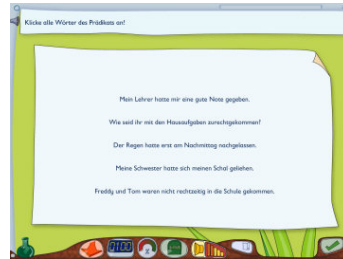 Klicke alle Wörter des Prädikats an!
Mein Lehrer hatte mir eine gute Note gegeben.
Wie seid ihr mit den Hausaufgaben zurechtgekommen?
Der Regen hatte erst am Nachmittag nachgelassen.
Meine Schwester hatte sich meinen Schal geliehen.
Freddy und Tom waren nicht rechtzeitig in die Schule gekommen.